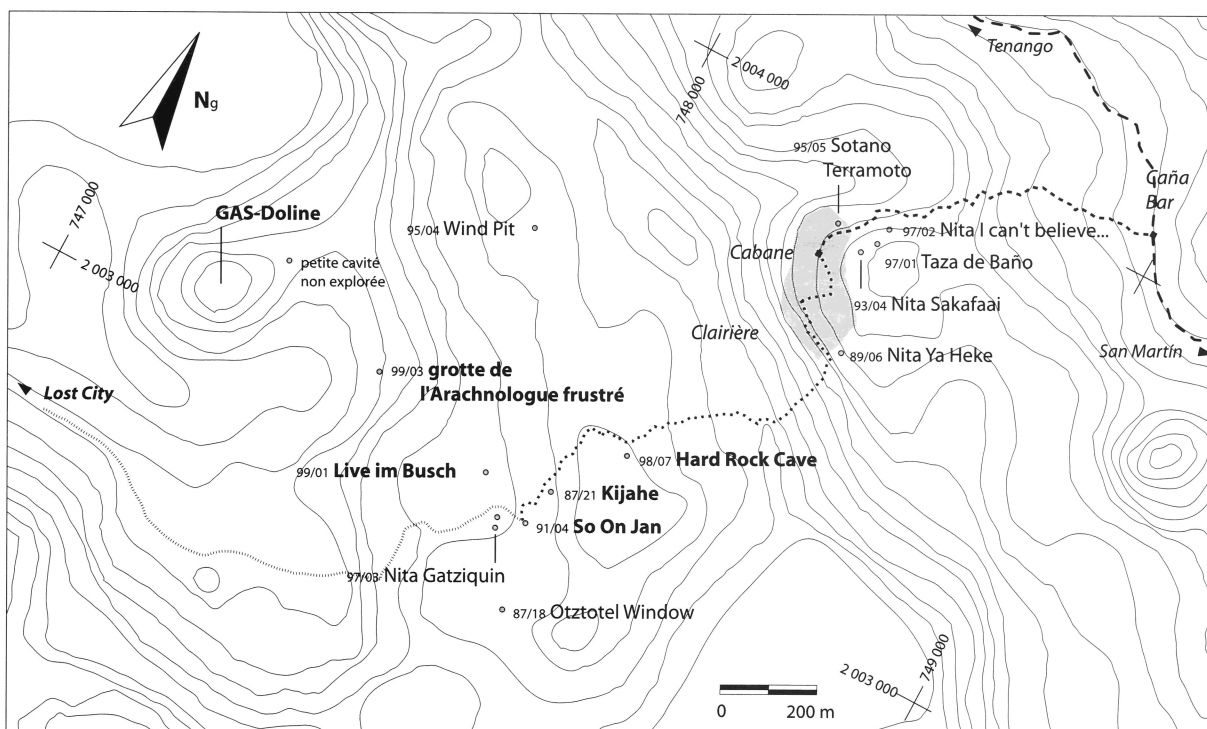 Tenango
2 004 000
748 000
Ng
95/05 Sotano
Terramoto
747 000
GAS-Doline
Caña
Bar
95/04 Wind Pit
97/02 Nita I can't believe...
Cabane
petite cavité
non explorée
2 003 000
97/01 Taza de Baño
93/04 Nita Sakafaai
Clairière
89/06 Nita Ya Heke
San Martín
99/03 grotte de
l'Arachnologue frustré
Lost City
98/07 Hard Rock Cave
99/01 Live im Busch
87/21 Kijahe
91/04 So On Jan
97/03 Nita Gatziquin
87/18 Otztotel Window
749 000
2 003 000
0 200 m